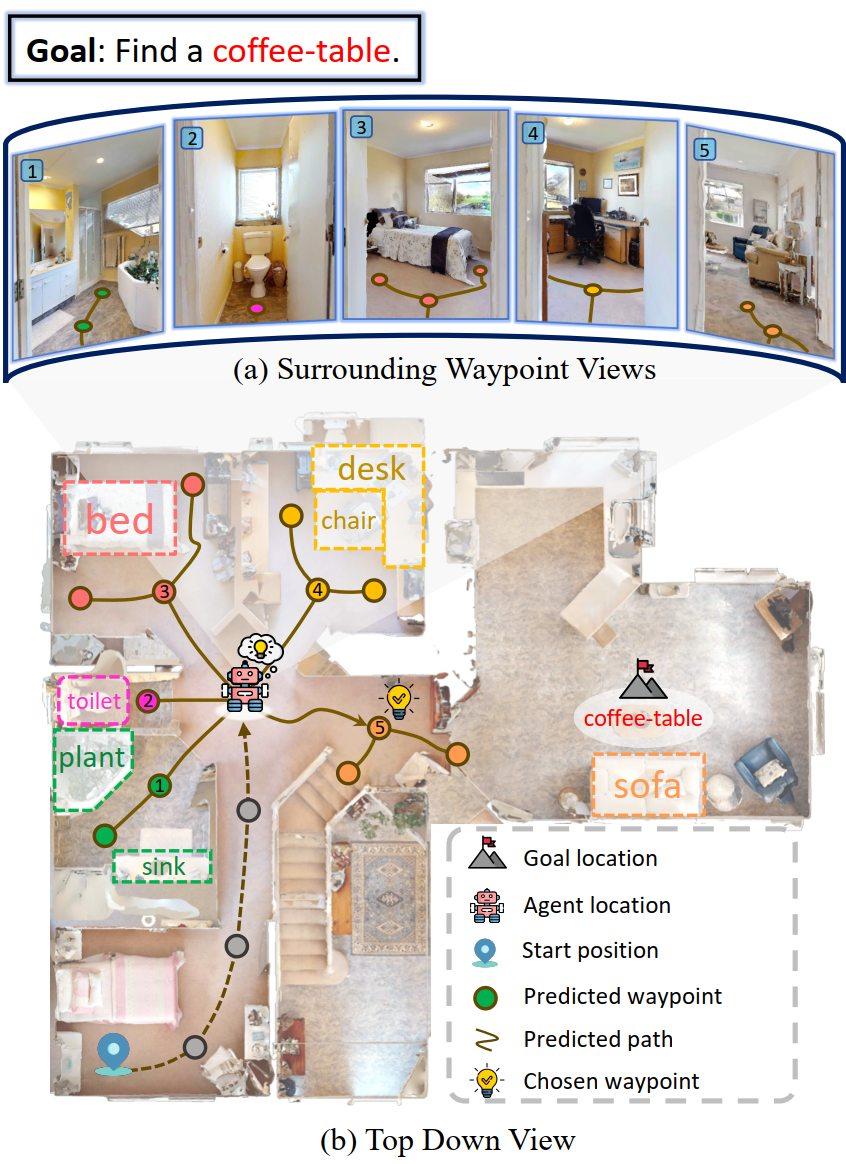 Goal: Find a coffee-table.
1
2
3
4
5
(a) Surrounding Waypoint Views
desk
bed
chair
3
4
toilet
2
coffee-table
5
plant
1
sofa
sink
Goal location
Agent location
Start position
Predicted waypoint
Predicted path
Chosen waypoint
(b) Top Down View